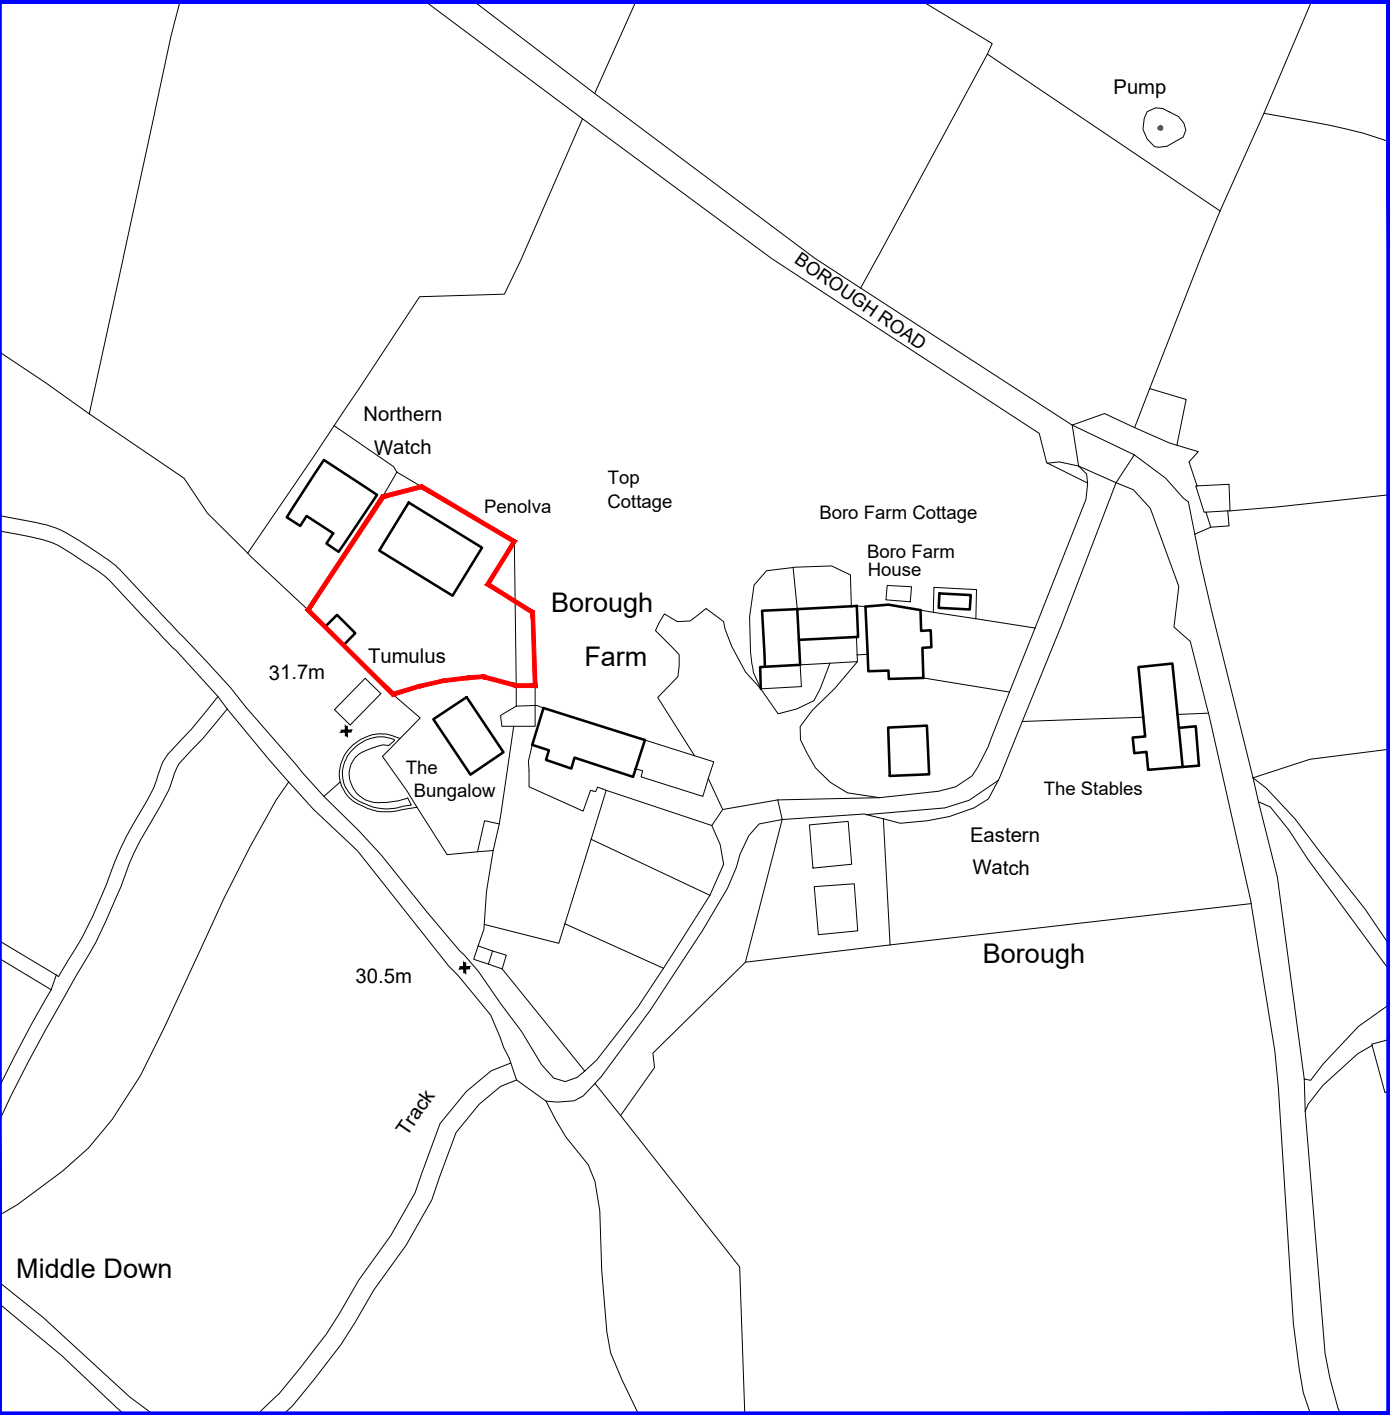 Pump
BOROUGH ROAD
Northern
Watch
Top
Cottage
Penolva
Boro Farm Cottage
Boro Farm
House
Borough
Farm
Tumulus
31.7m
The
Bungalow
The Stables
Eastern
Watch
Borough
30.5m
Track
Middle Down